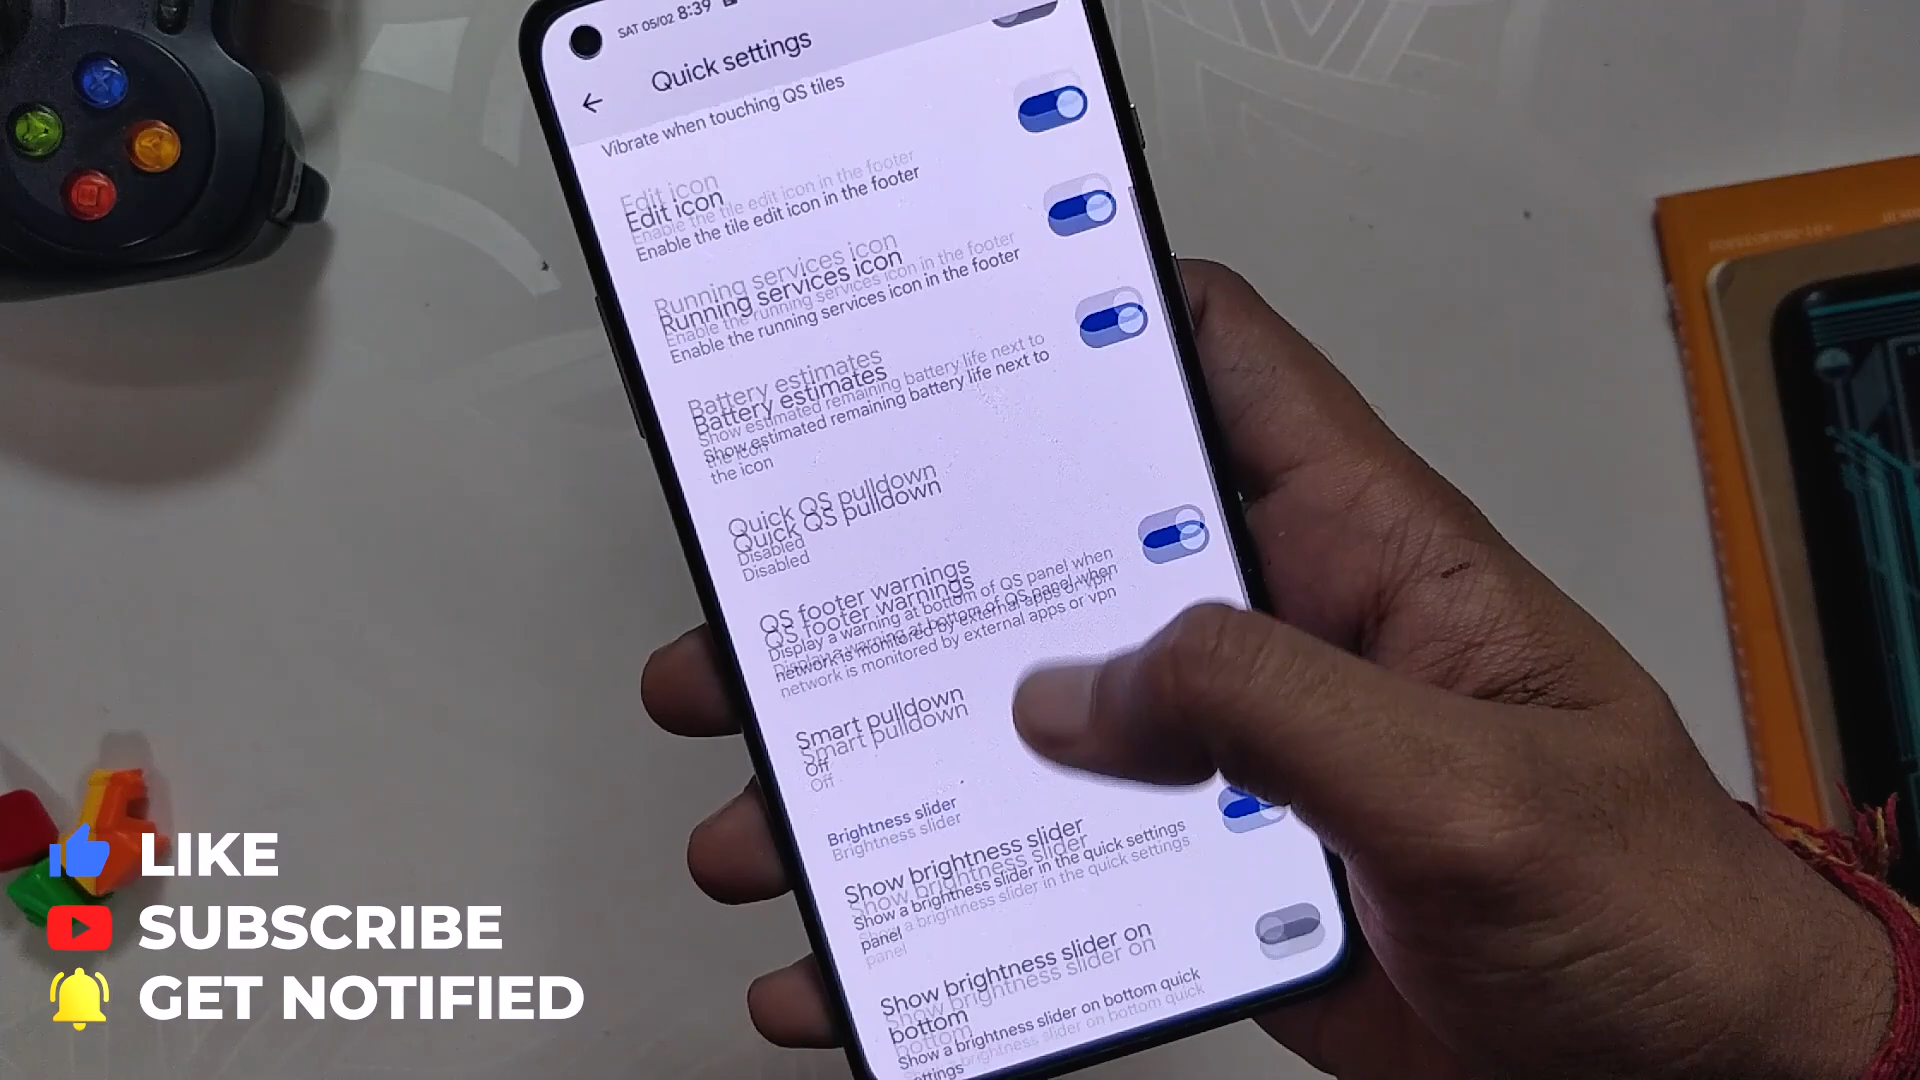 SAT 05/02 8:39
Quick settings
Vibrate when touching QS tiles
Edit icon
Enable the tile edit icon in the footer
Running services icon
Enable the running services icon in the footer
Battery estimates
Show estimated remaining battery life next to
the icon
Quick QS pulldown
Disabled
QS footer warnings
Display a warning at bottom of QS panel when
network is monitored by external apps or vpn
Smart pulldown
Off
Brightness slider
Show brightness slider
Show a brightness slider in the quick settings
panel
Show brightness slider on
bottom
Show a brightness slider on bottom quick
settings
LIKE
SUBSCRIBE
GET NOTIFIED